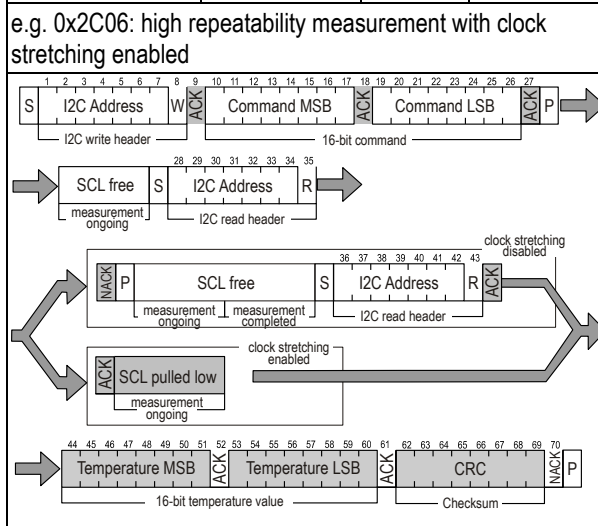 e.g. 0x2C06: high repeatability measurement with clock
stretching enabled
1 2 3 4 5 6 7 8 9 10 11 12 13 14 15 16 17 18 19 20 21 22 23 24 25 26 27
S I2C Address W ACK Command MSB ACK Command LSB ACK P
I2C write header 16-bit command
28 29 30 31 32 33 34 35
SCL free S I2C Address R
measurement ongoing I2C read header
clock stretching
disabled
36 37 38 39 40 41 42 43
NACK P SCL free S I2C Address R ACK
measurement ongoing measurement completed I2C read header
clock stretching
enabled
ACK SCL pulled low
measurement
ongoing
44 45 46 47 48 49 50 51 52 53 54 55 56 57 58 59 60 61 62 63 64 65 66 67 68 69 70
Temperature MSB ACK Temperature LSB ACK CRC NACK P
16-bit temperature value Checksum